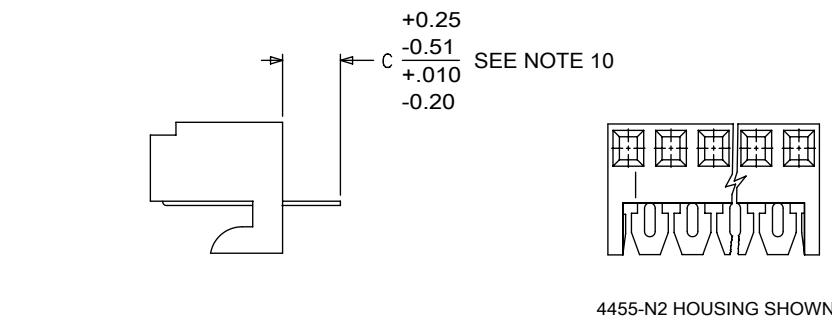 +0.25
C -0.51 SEE NOTE 10
+.010
-0.20
4455-N2 HOUSING SHOWN